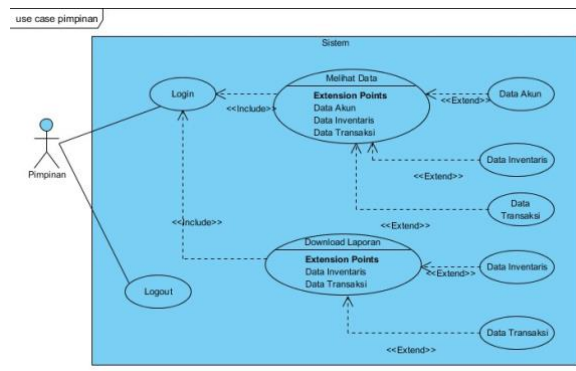 use case pimpinan
Sistem
Login
<<Include>>
Melihat Data
Extension Points
Data Akun
Data Inventaris
Data Transaksi
<<Extend>>
Data Akun
Pimpinan
<<Extend>>
Data Inventaris
<<Extend>>
Data
Transaksi
<<Include>>
Download Laporan
Extension Points
Data Inventaris
Data Transaksi
<<Extend>>
Data Inventaris
Logout
<<Extend>>
Data Transaksi